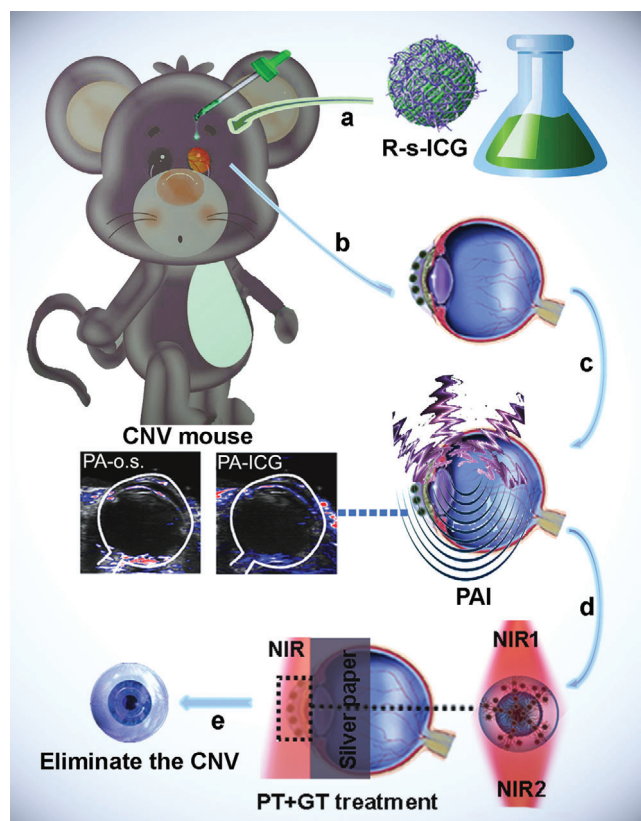 a
R-s-ICG
b
c
CNV mouse
PA-o.s.
PA-ICG
PAI
d
NIR
Silver paper
NIR1
NIR2
e
Eliminate the CNV
PT+GT treatment